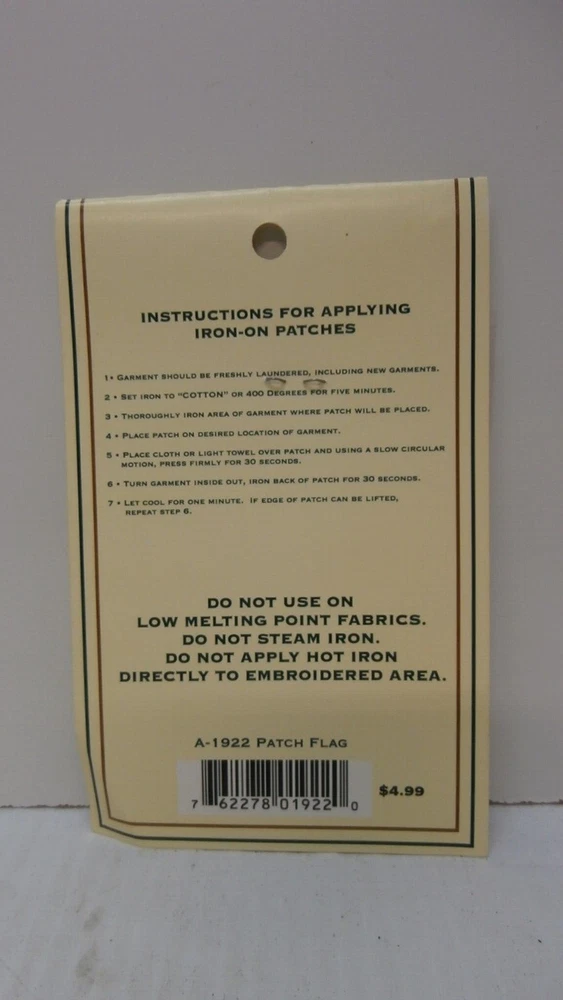 INSTRUCTIONS FOR APPLYING
IRON-ON PATCHES
1 • GARMENT SHOULD BE FRESHLY LAUNDERED, INCLUDING NEW GARMENTS.
2 • SET IRON TO "COTTON" OR 400 DEGREES FOR FIVE MINUTES.
3 • THOROUGHLY IRON AREA OF GARMENT WHERE PATCH WILL BE PLACED.
4 • PLACE PATCH ON DESIRED LOCATION OF GARMENT.
5 • PLACE CLOTH OR LIGHT TOWEL OVER PATCH AND USING A SLOW CIRCULAR
MOTION, PRESS FIRMLY FOR 30 SECONDS.
6 • TURN GARMENT INSIDE OUT, IRON BACK OF PATCH FOR 30 SECONDS.
7 • LET COOL FOR ONE MINUTE. IF EDGE OF PATCH CAN BE LIFTED,
REPEAT STEP 6.
DO NOT USE ON
LOW MELTING POINT FABRICS.
DO NOT STEAM IRON.
DO NOT APPLY HOT IRON
DIRECTLY TO EMBROIDERED AREA.
A-1922 PATCH FLAG
7 62278 01922 0
$4.99